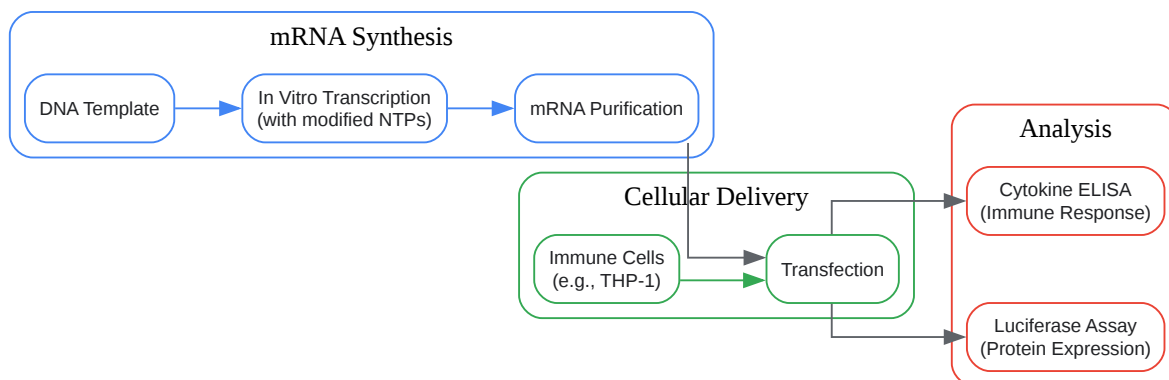 mRNA Synthesis
DNA Template
In Vitro Transcription
(with modified NTPs)
mRNA Purification
Cellular Delivery
Immune Cells
(e.g., THP-1)
Transfection
Analysis
Cytokine ELISA
(Immune Response)
Luciferase Assay
(Protein Expression)